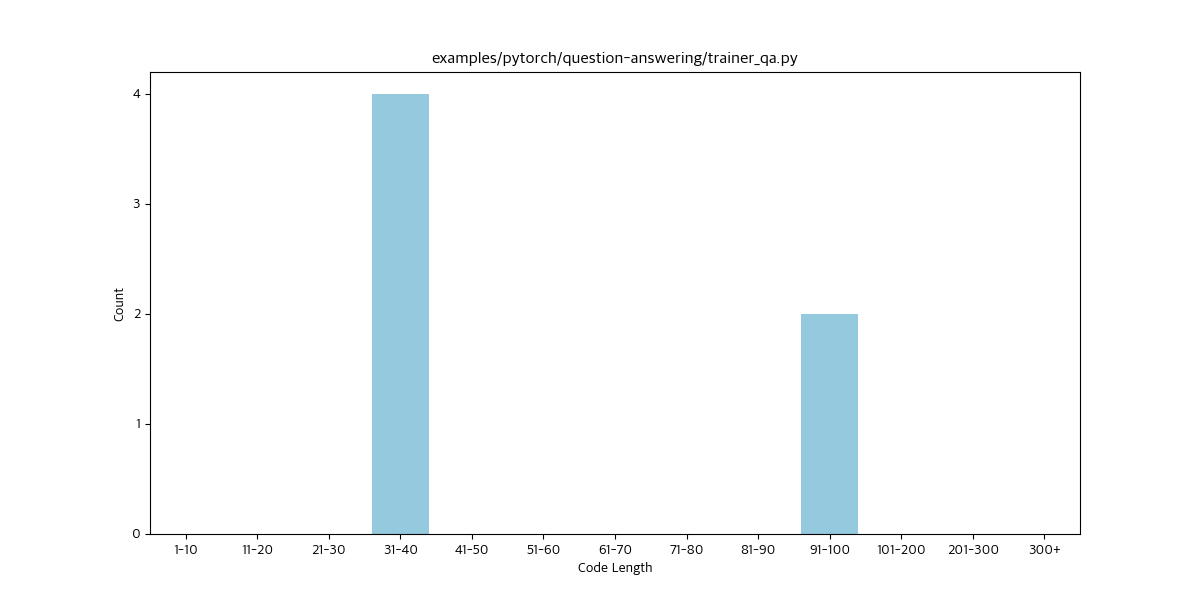 examples/pytorch/question-answering/trainer_qa.py
4
3
2
1
0
Count
1-10 11-20 21-30 31-40 41-50 51-60 61-70 71-80 81-90 91-100 101-200 201-300 300+
Code Length